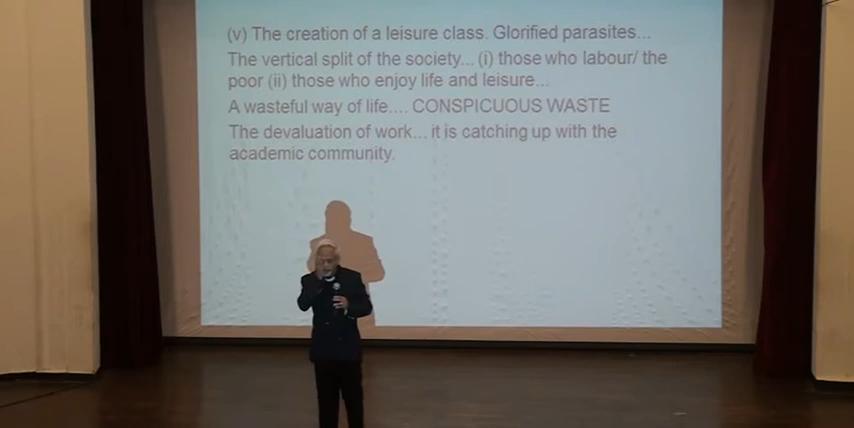 (v) The creation of a leisure class. Glorified parasites...
The vertical split of the society... (i) those who labour/ the
poor (ii) those who enjoy life and leisure...
A wasteful way of life.... CONSPICUOUS WASTE
The devaluation of work... it is catching up with the
academic community.